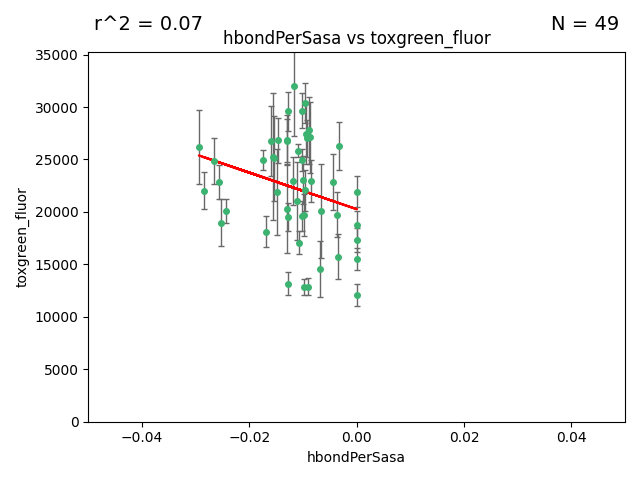 r^2 = 0.07
N = 49
hbondPerSasa vs toxgreen_fluor
35000
30000
25000
20000
15000
10000
5000
0
toxgreen_fluor
−0.04
−0.02
0.00
0.02
0.04
hbondPerSasa